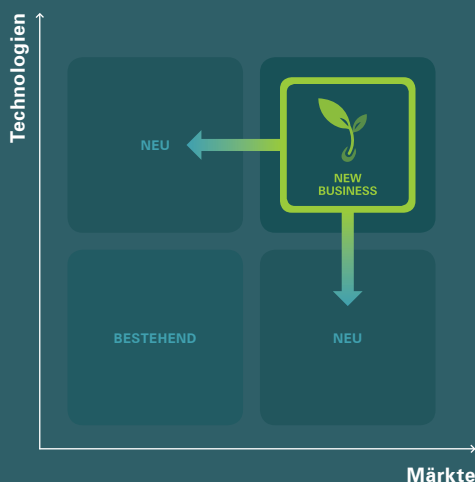 Technologien
NEU
NEW
BUSINESS
BESTEHEND
NEU
Märkte